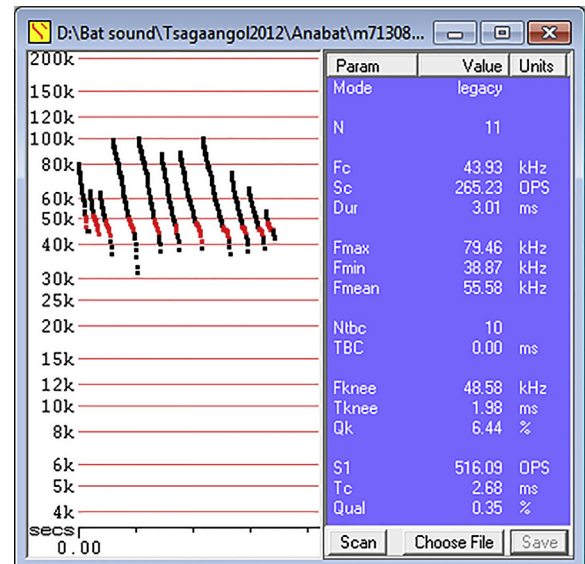 D:\Bat sound\Tsagaangol2012\Anabat\m71308...
200k
150k
120k
100k
80k
60k
50k
40k
30k
25k
20k
15k
12k
10k
8k
6k
5k
4k
secs
0.00
Param Value Units
Mode legacy
N 11
Fc 43.93 kHz
Sc 265.23 OPS
Dur 3.01 ms
Fmax 79.46 kHz
Fmin 38.87 kHz
Fmean 55.58 kHz
Ntbc 10
TBC 0.00 ms
Fknee 48.58 kHz
Tknee 1.98 ms
Qk 6.44 %
S1 516.09 OPS
Tc 2.68 ms
Qual 0.35 %
Scan Choose File Save